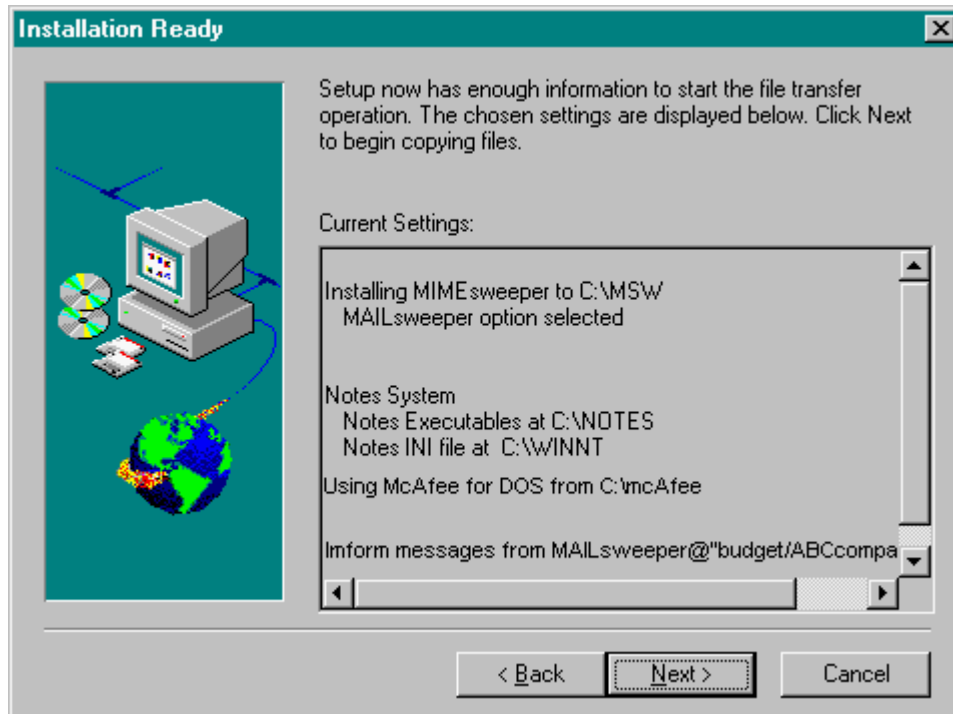 Installation Ready
Setup now has enough information to start the file transfer
operation. The chosen settings are displayed below. Click Next
to begin copying files.
Current Settings:
Installing MIMEsweeper to C:\MSW
MAILsweeper option selected
Notes System
Notes Executables at C:\NOTES
Notes INI file at C:\WINNT
Using McAfee for DOS from C:\mcAfee
Imform messages from MAILsweeper@"budget/ABCcompa
< Back
Next >
Cancel